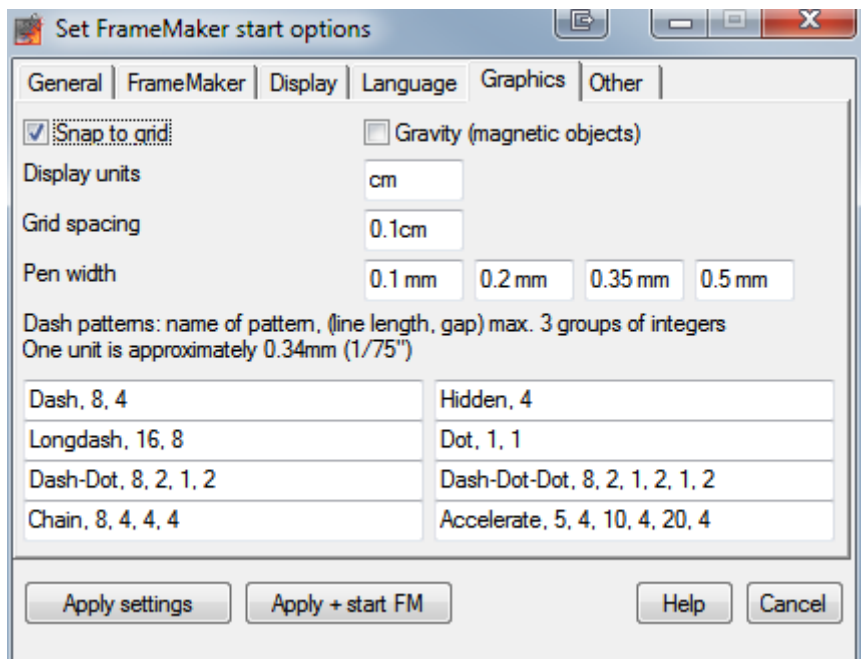 Set FrameMaker start options
General FrameMaker Display Language Graphics Other
Snap to grid Gravity (magnetic objects)
Display units cm
Grid spacing 0.1cm
Pen width 0.1 mm 0.2 mm 0.35 mm 0.5 mm
Dash patterns: name of pattern, (line length, gap) max. 3 groups of integers
One unit is approximately 0.34mm (1/75")
Dash, 8, 4 Hidden, 4
Longdash, 16, 8 Dot, 1, 1
Dash-Dot, 8, 2, 1, 2 Dash-Dot-Dot, 8, 2, 1, 2, 1, 2
Chain, 8, 4, 4, 4 Accelerate, 5, 4, 10, 4, 20, 4
Apply settings Apply + start FM Help Cancel